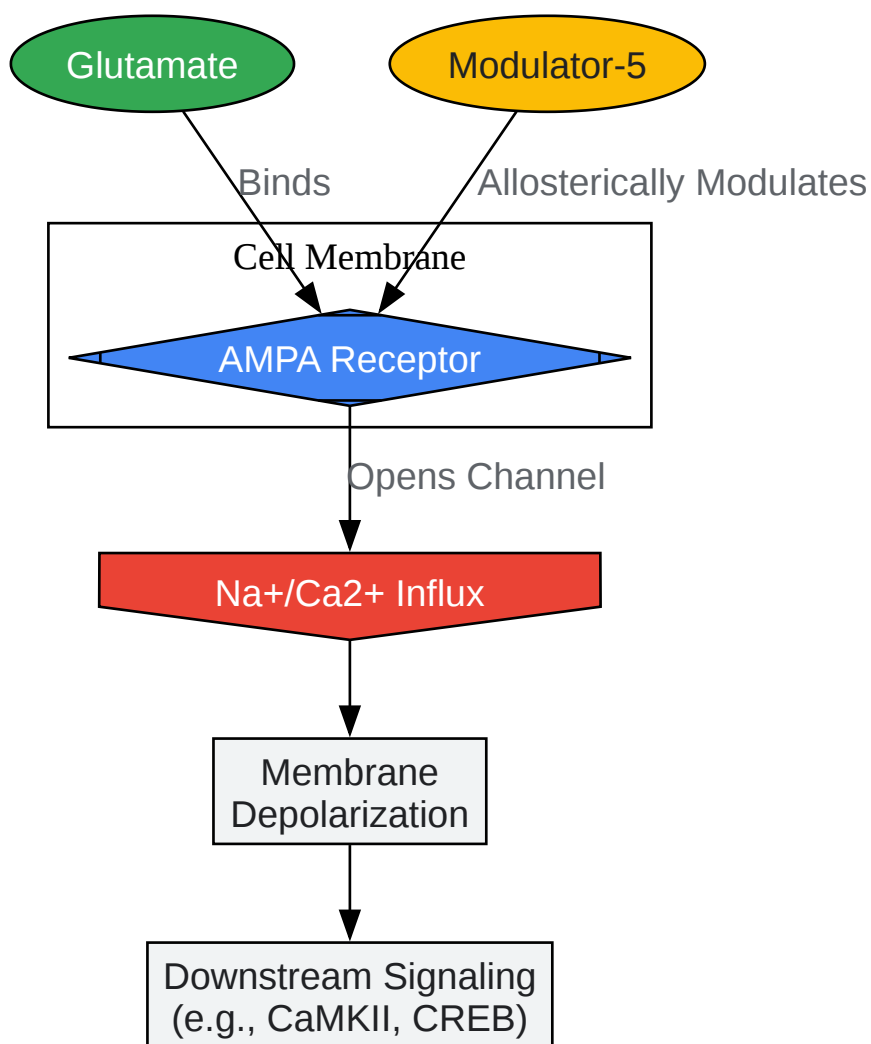 Glutamate
Modulator-5
Binds
Allosterically Modulates
Cell Membrane
AMPA Receptor
Opens Channel
Na+/Ca2+ Influx
Membrane
Depolarization
Downstream Signaling
(e.g., CaMKII, CREB)